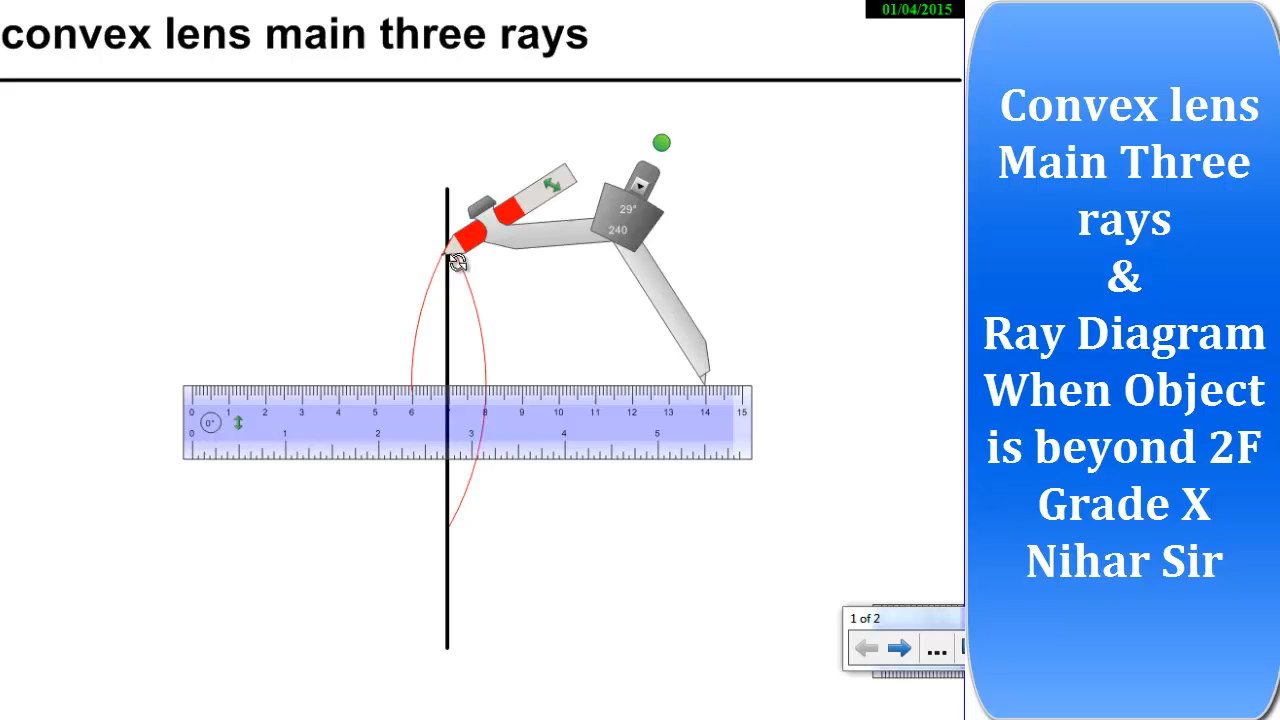 01/04/2015
convex lens main three rays
29°
240
0 1 2 3 4 5 6 7 8 9 10 11 12 13 14 15
0°
0 1 2 3 4 5
1 of 2
...
Convex lens
Main Three
rays
&
Ray Diagram
When Object
is beyond 2F
Grade X
Nihar Sir